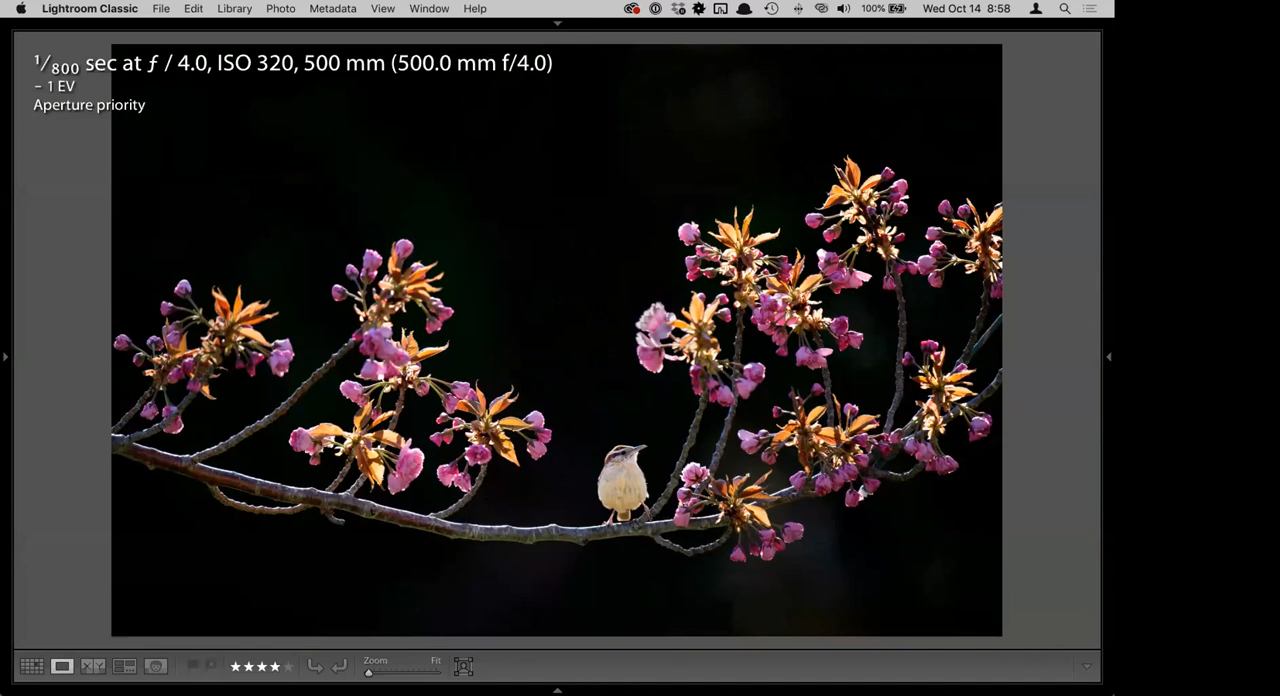 Lightroom Classic File Edit Library Photo Metadata View Window Help 100% Wed Oct 14 8:58
1/800 sec at ƒ / 4.0, ISO 320, 500 mm (500.0 mm f/4.0)
- 1 EV
Aperture priority
Zoom Fit